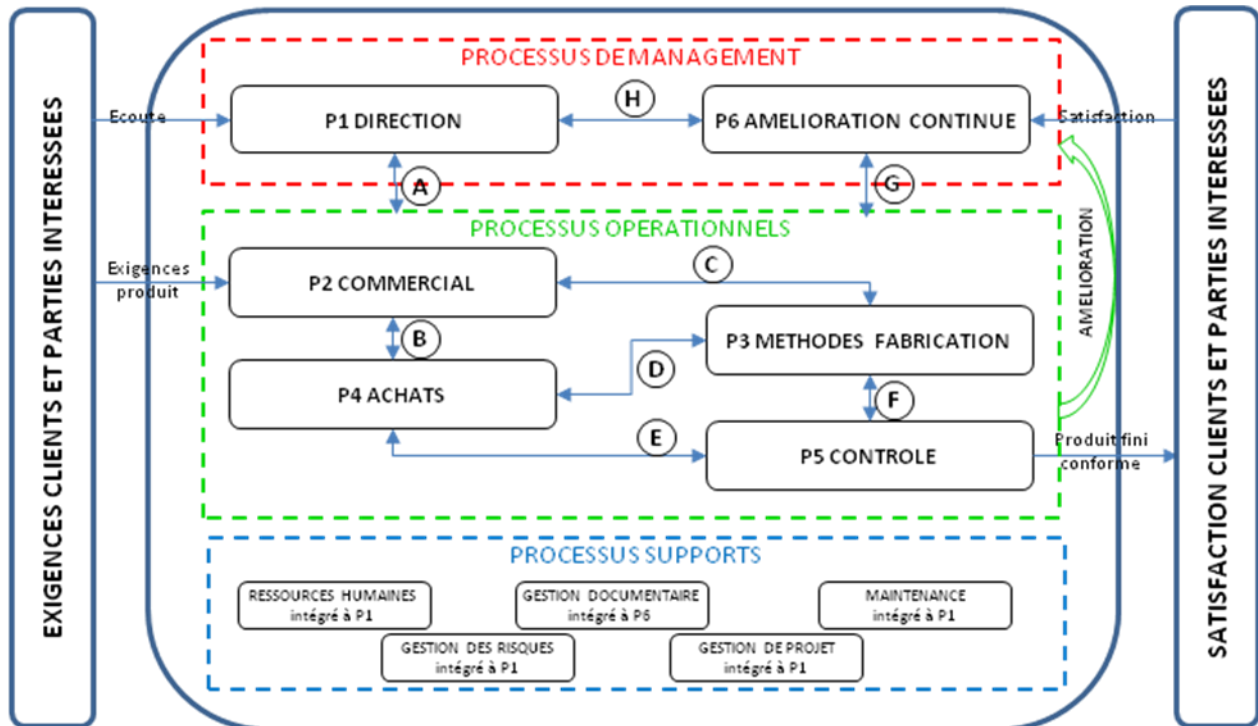 EXIGENCES CLIENTS ET PARTIES INTERESSEES
PROCESSUS DE MANAGEMENT
Ecoute
P1 DIRECTION
H
P6 AMELIORATION CONTINUE
Satisfaction
A
G
PROCESSUS OPERATIONNELS
Exigences
produit
P2 COMMERCIAL
C
B
P3 METHODES FABRICATION
P4 ACHATS
D
F
E
P5 CONTROLE
AMELIORATION
Produit fini
conforme
PROCESSUS SUPPORTS
RESSOURCES HUMAINES
intégré à P1
GESTION DOCUMENTAIRE
intégré à P6
MAINTENANCE
intégré à P1
GESTION DES RISQUES
intégré à P1
GESTION DE PROJET
intégré à P1
SATISFACTION CLIENTS ET PARTIES INTERESSEES